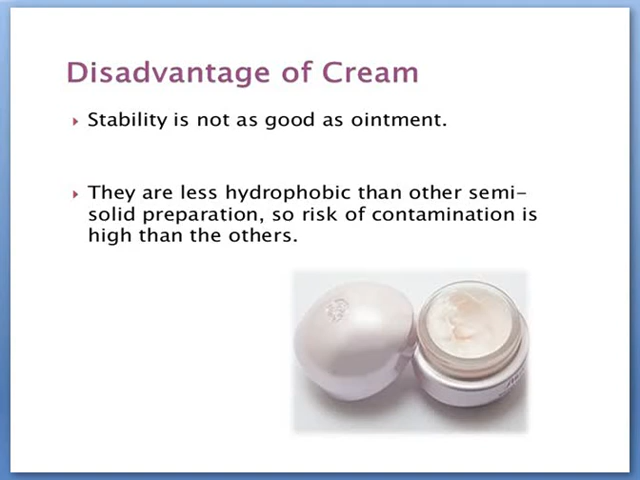 Disadvantage of Cream
Stability is not as good as ointment.
They are less hydrophobic than other semi-
solid preparation, so risk of contamination is
high than the others.